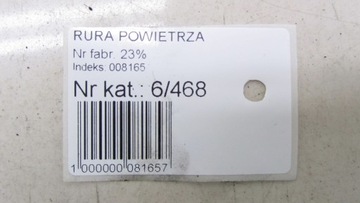 RURA POWIETRZA
Nr fabr. 23%
Indeks: 008165
Nr kat.: 6/468
1 000000 081657